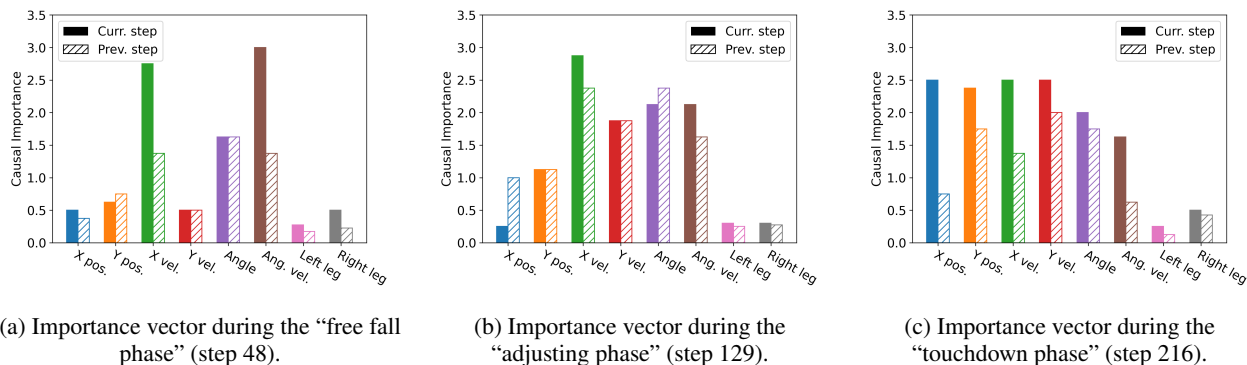 Causal Importance
3.5
3.0
2.5
2.0
1.5
1.0
0.5
0.0
Curr. step
Prev. step
X pos.
Y pos.
X vel.
Y vel.
Angle
Ang. vel.
Left leg
Right leg
(a) Importance vector during the “free fall
phase” (step 48).
Causal Importance
3.5
3.0
2.5
2.0
1.5
1.0
0.5
0.0
Curr. step
Prev. step
X pos.
Y pos.
X vel.
Y vel.
Angle
Ang. vel.
Left leg
Right leg
(b) Importance vector during the
“adjusting phase” (step 129).
Causal Importance
3.5
3.0
2.5
2.0
1.5
1.0
0.5
0.0
Curr. step
Prev. step
X pos.
Y pos.
X vel.
Y vel.
Angle
Ang. vel.
Left leg
Right leg
(c) Importance vector during the
“touchdown phase” (step 216).